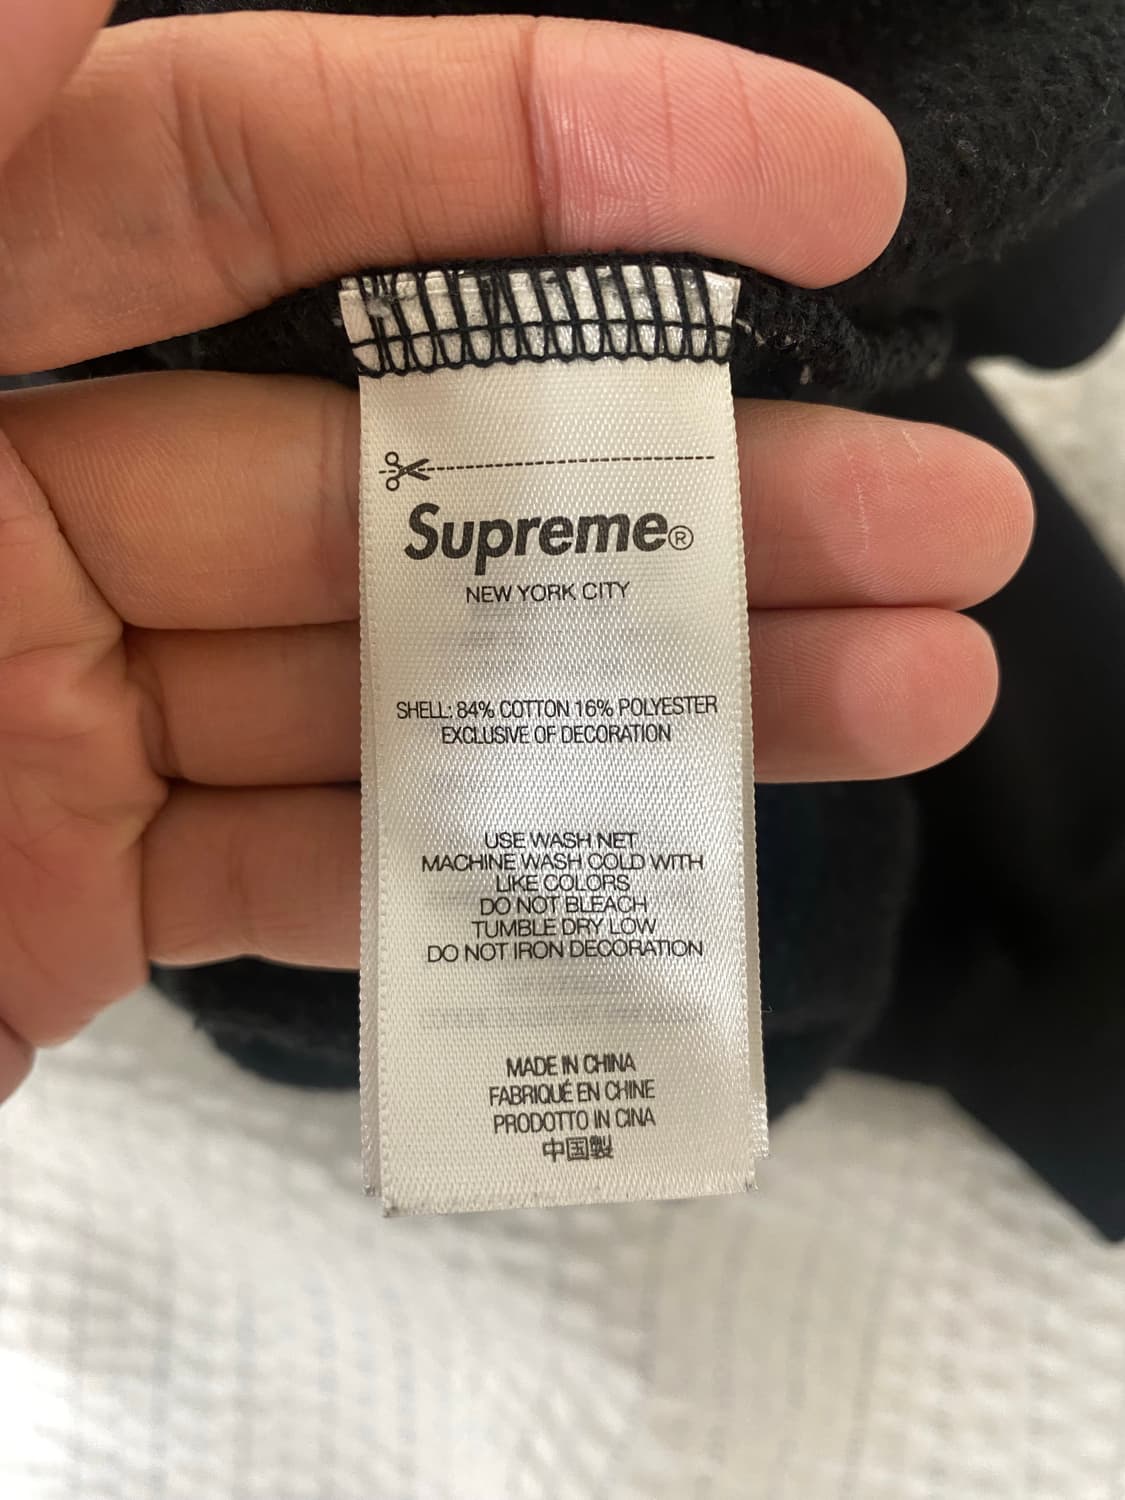 Supreme®
NEW YORK CITY
SHELL: 84% COTTON 16% POLYESTER
EXCLUSIVE OF DECORATION
USE WASH NET
MACHINE WASH COLD WITH
LIKE COLORS
DO NOT BLEACH
TUMBLE DRY LOW
DO NOT IRON DECORATION
MADE IN CHINA
FABRIQUÉ EN CHINE
PRODOTTO IN CINA
中国製